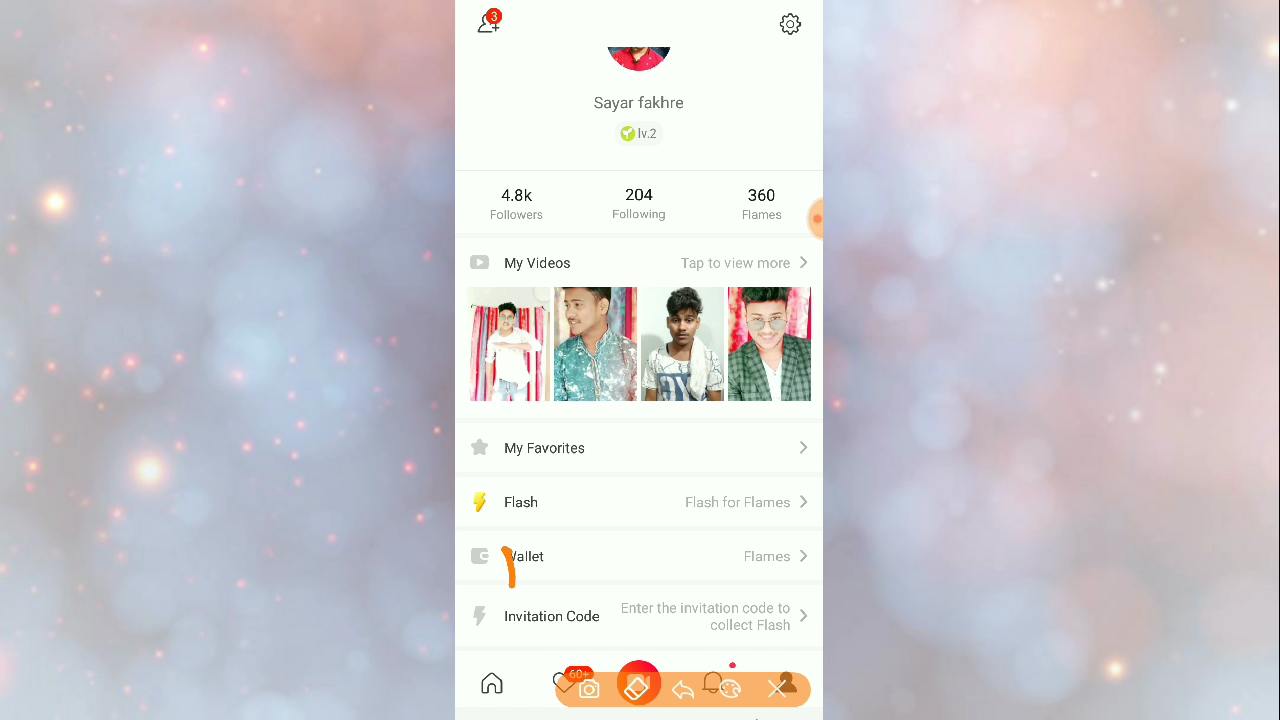 3
Sayar fakhre
lv.2
4.8k 204 360
Followers Following Flames
My Videos Tap to view more
My Favorites
Flash Flash for Flames
Wallet Flames
Invitation Code Enter the invitation code to
collect Flash
60+